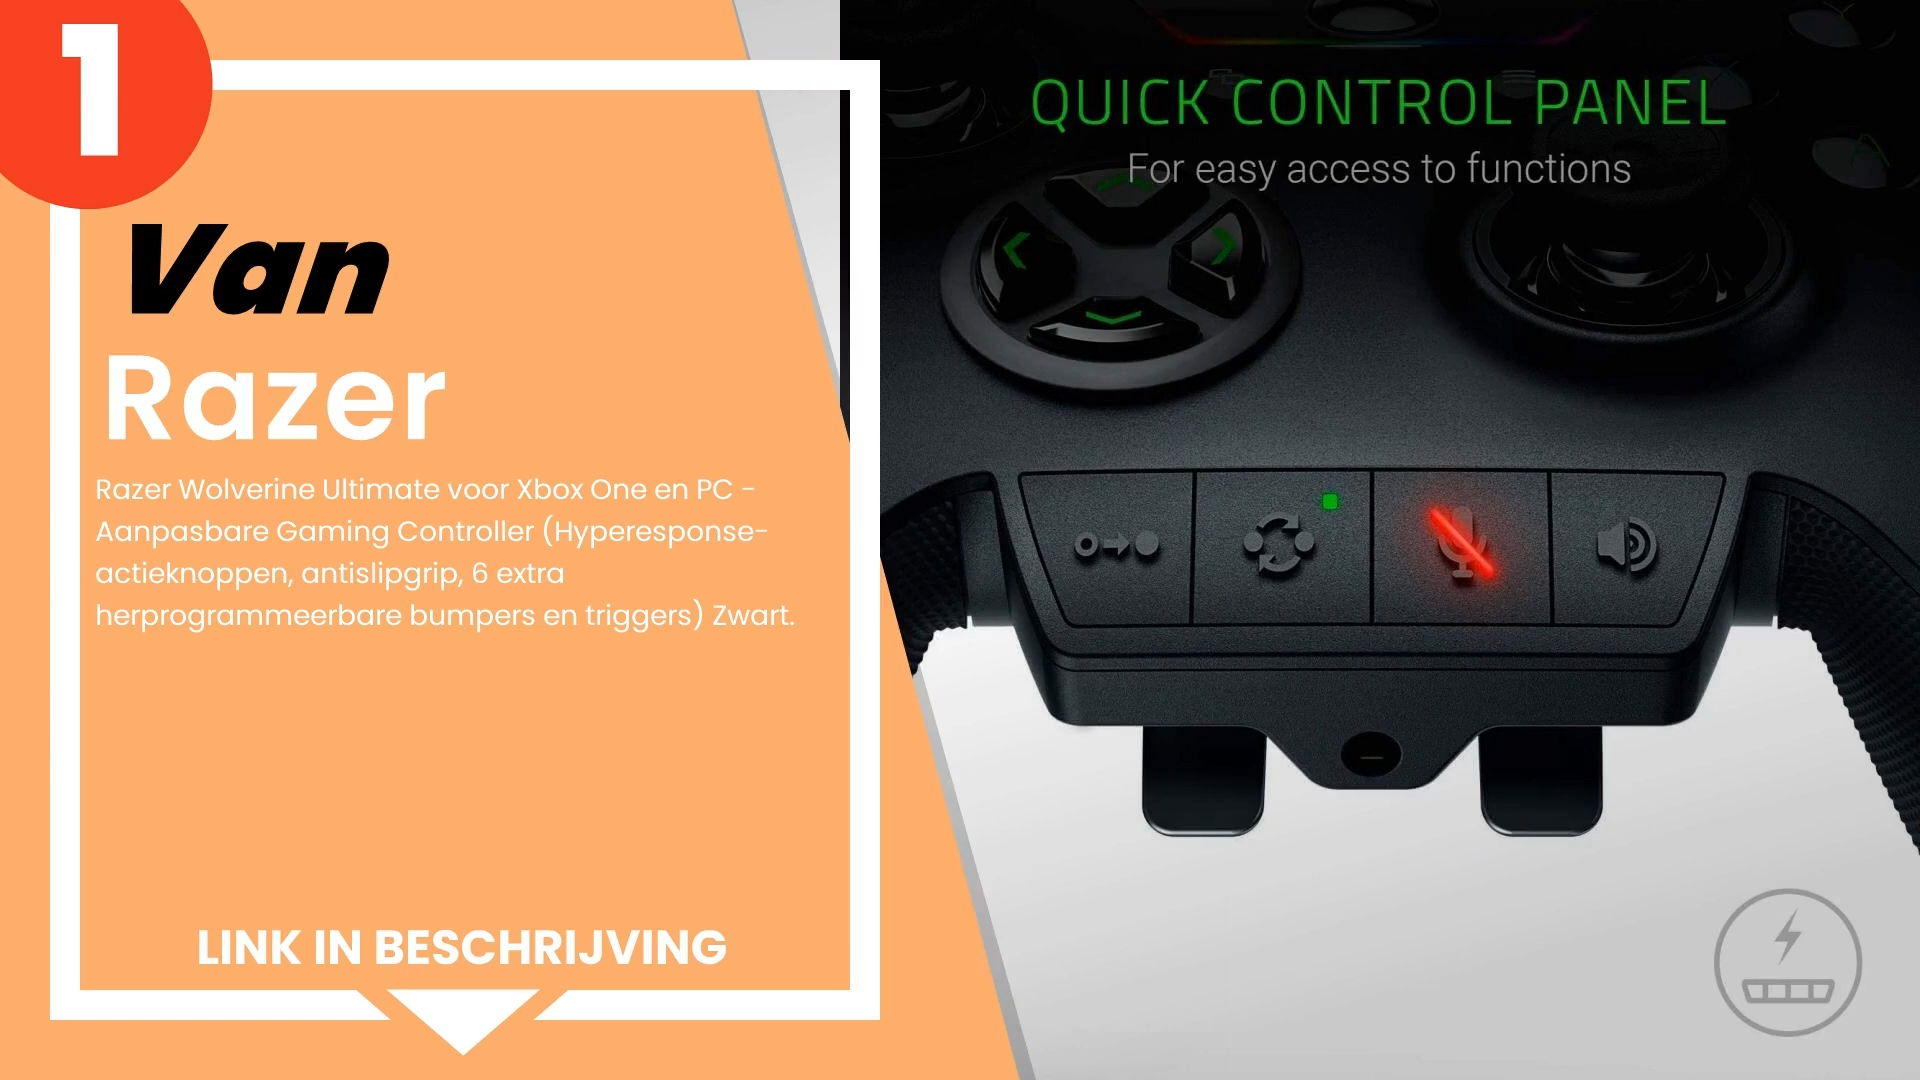 1
Van
Razer
Razer Wolverine Ultimate voor Xbox One en PC -
Aanpasbare Gaming Controller (Hyperesponse-
actieknoppen, antislipgrip, 6 extra
herprogrammeerbare bumpers en triggers) Zwart.
LINK IN BESCHRIJVING
QUICK CONTROL PANEL
For easy access to functions